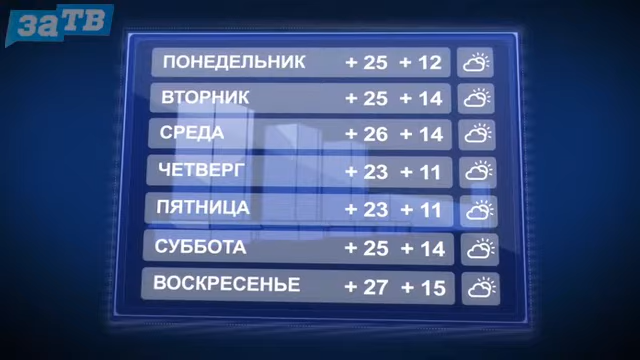 заТВ
ПОНЕДЕЛЬНИК + 25 + 12
ВТОРНИК + 25 + 14
СРЕДА + 26 + 14
ЧЕТВЕРГ + 23 + 11
ПЯТНИЦА + 23 + 11
СУББОТА + 25 + 14
ВОСКРЕСЕНЬЕ + 27 + 15